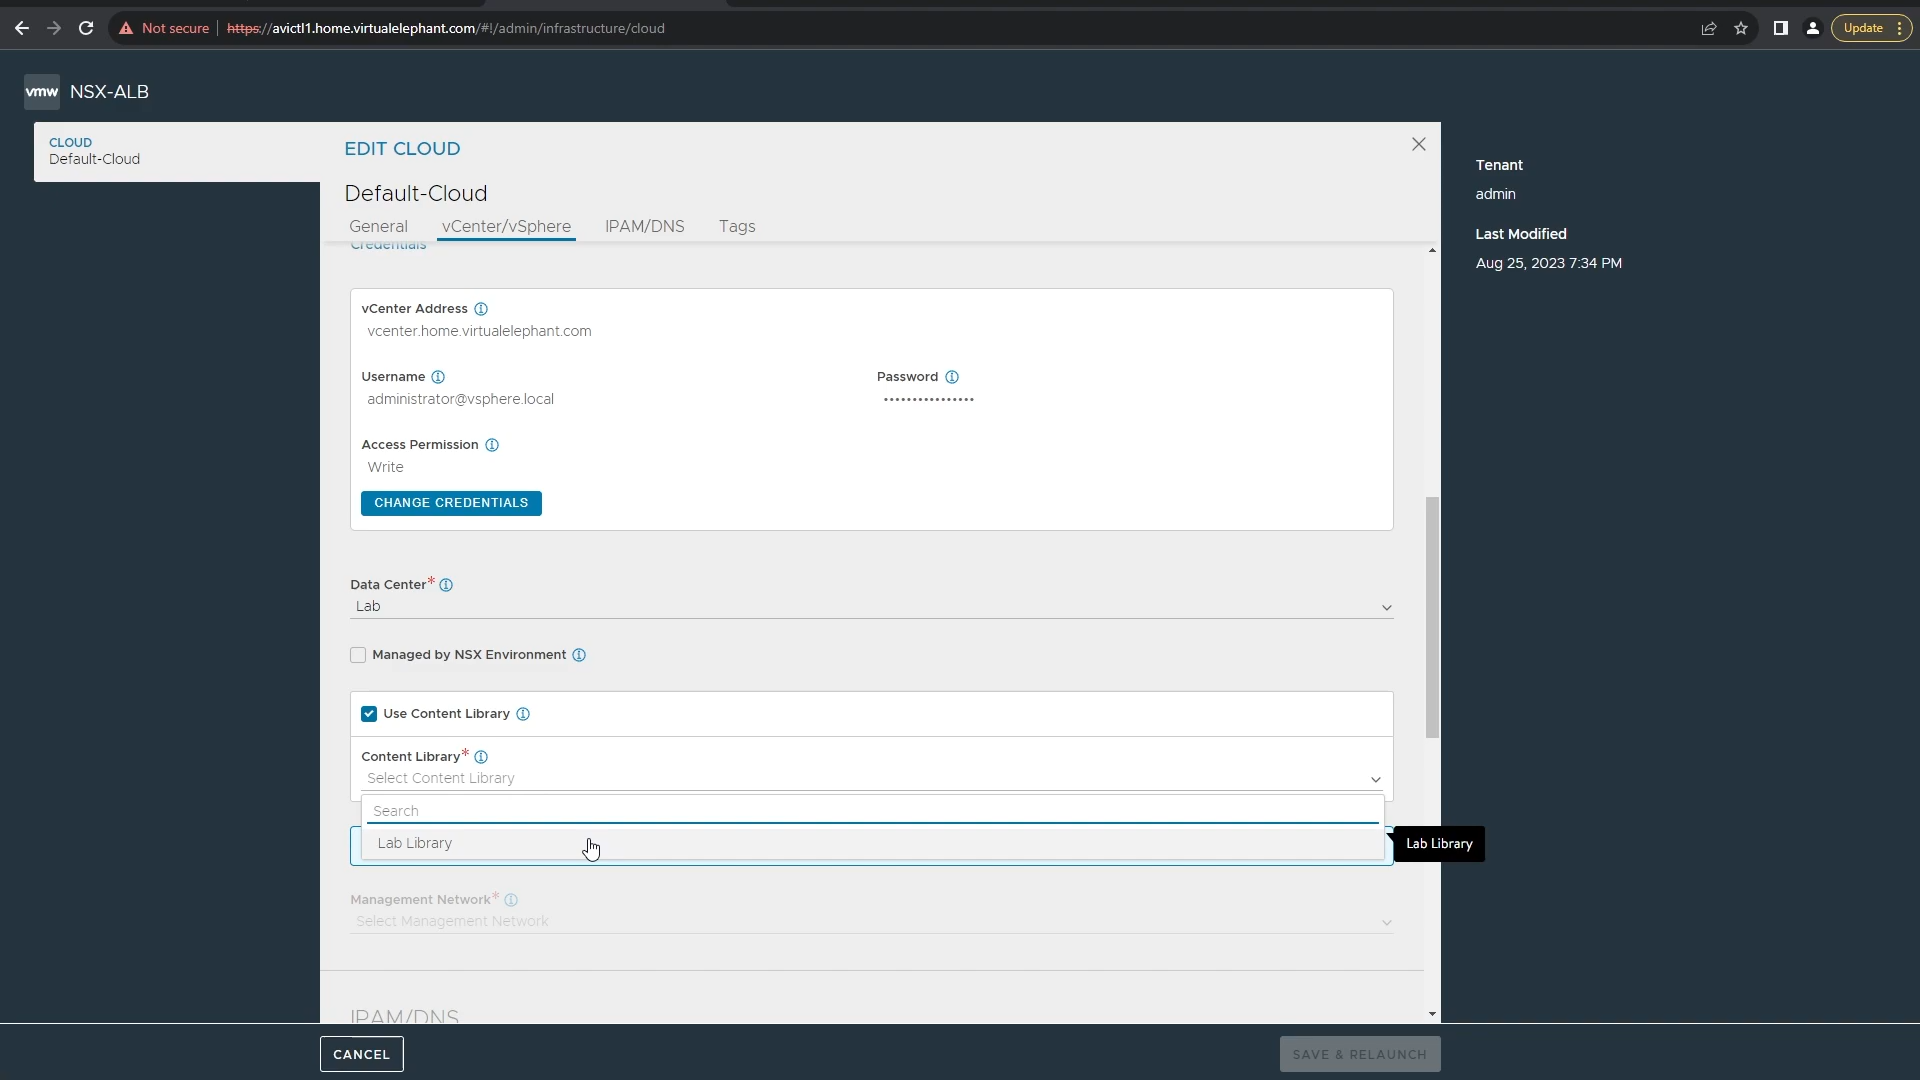 Not secure
https://avictl1.home.virtualelephant.com/#!/admin/infrastructure/cloud
Update
vmw NSX-ALB
CLOUD
Default-Cloud
EDIT CLOUD
Default-Cloud
General vCenter/vSphere IPAM/DNS Tags
Tenant
admin
Last Modified
Aug 25, 2023 7:34 PM
Credentials
vCenter Address
vcenter.home.virtualelephant.com
Username Password
administrator@vsphere.local ••••••••••••••••
Access Permission
Write
CHANGE CREDENTIALS
Data Center*
Lab
Managed by NSX Environment
Use Content Library
Content Library*
Select Content Library
Search
Lab Library
Lab Library
Management Network*
Select Management Network
IPAM/DNS
CANCEL
SAVE & RELAUNCH